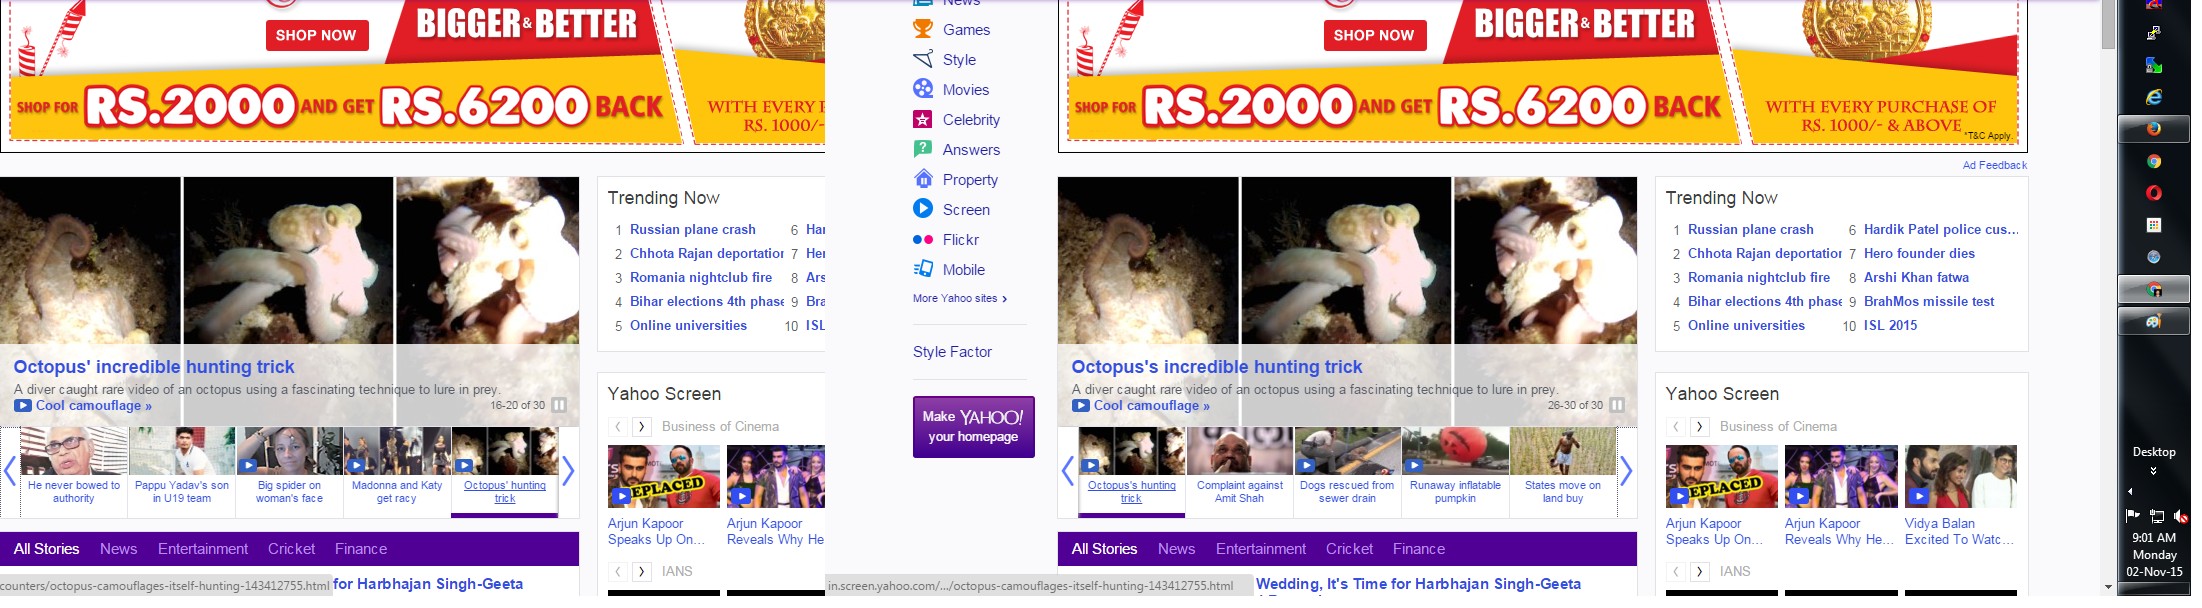 SHOP NOW
BIGGER & BETTER
SHOP FOR RS.2000 AND GET RS.6200 BACK
WITH EVERY
RS. 1000/-
Trending Now
1 Russian plane crash
2 Chhota Rajan deportation
3 Romania nightclub fire
4 Bihar elections 4th phase
5 Online universities
6 Har
7 Her
8 Ars
9 Bra
10 ISL
Octopus' incredible hunting trick
A diver caught rare video of an octopus using a fascinating technique to lure in prey.
Cool camouflage »
16-20 of 30
He never bowed to
authority
Pappu Yadav's son
in U19 team
Big spider on
woman's face
Madonna and Katy
get racy
Octopus' hunting
trick
Yahoo Screen
Business of Cinema
EPLACED
Arjun Kapoor
Speaks Up On...
Arjun Kapoor
Reveals Why He
IANS
All Stories News Entertainment Cricket Finance
for Harbhajan Singh-Geeta
counters/octopus-camouflages-itself-hunting-143412755.html
News
Games
Style
Movies
Celebrity
Answers
Property
Screen
Flickr
Mobile
More Yahoo sites ›
Style Factor
Make YAHOO!
your homepage
SHOP NOW
BIGGER & BETTER
SHOP FOR RS.2000 AND GET RS.6200 BACK
WITH EVERY PURCHASE OF
RS. 1000/- & ABOVE
*T&C Apply.
Ad Feedback
Trending Now
1 Russian plane crash
2 Chhota Rajan deportation
3 Romania nightclub fire
4 Bihar elections 4th phase
5 Online universities
6 Hardik Patel police cus...
7 Hero founder dies
8 Arshi Khan fatwa
9 BrahMos missile test
10 ISL 2015
Octopus's incredible hunting trick
A diver caught rare video of an octopus using a fascinating technique to lure in prey.
Cool camouflage »
26-30 of 30
Octopus's hunting
trick
Complaint against
Amit Shah
Dogs rescued from
sewer drain
Runaway inflatable
pumpkin
States move on
land buy
Yahoo Screen
Business of Cinema
EPLACED
Arjun Kapoor
Speaks Up On...
Arjun Kapoor
Reveals Why He...
Vidya Balan
Excited To Watc...
IANS
All Stories News Entertainment Cricket Finance
Wedding, It's Time for Harbhajan Singh-Geeta
in.screen.yahoo.com/.../octopus-camouflages-itself-hunting-143412755.html
Desktop
9:01 AM
Monday
02-Nov-15